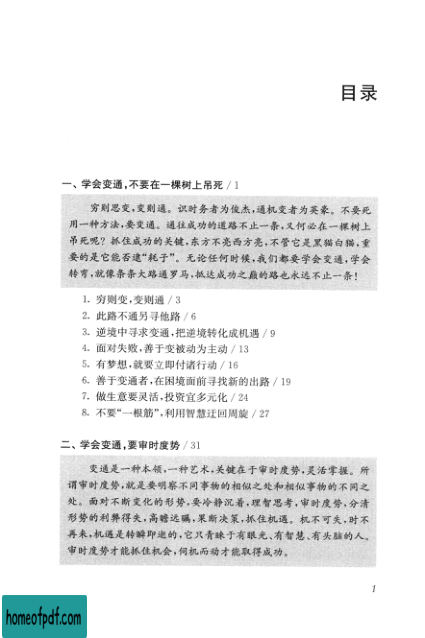 目录
一、学会变通,不要在一棵树上吊死 / 1
穷则思变,变则通。识时务者为俊杰,通机变者为英豪。不要死
用一种方法,要变通。通往成功的道路不止一条,又何必在一棵树上
吊死呢?抓住成功的关键,东方不亮西方亮,不管它是黑猫白猫,重
要的是它能否逮“耗子”。无论任何时候,我们都要学会变通,学会
转弯,就像条条大路通罗马,抵达成功之巅的路也永远不止一条!
1. 穷则变,变则通 / 3
2. 此路不通另寻他路 / 6
3. 逆境中寻求变通,把逆境转化成机遇 / 9
4. 面对失败,善于变被动为主动 / 13
5. 有梦想,就要立即付诸行动 / 16
6. 善于变通者,在困境面前寻找新的出路 / 19
7. 做生意要灵活,投资宜多元化 / 24
8. 不要“一根筋”,利用智慧迂回周旋 / 27
二、学会变通,要审时度势 / 31
变通是一种本领,一种艺术,关键在于审时度势,灵活掌握。所
谓审时度势,就是要明察不同事物的相似之处和相似事物的不同之
处。面对不断变化的形势,要冷静沉着,理智思考,审时度势,分清
形势的利弊得失,高瞻远瞩,果断决策,抓住机遇。机不可失,时不
再来,机遇是转瞬即逝的,它只青睐于有眼光、有智慧、有头脑的人。
审时度势才能抓住机会,伺机而动才能取得成功。
1
homeofpdf.com